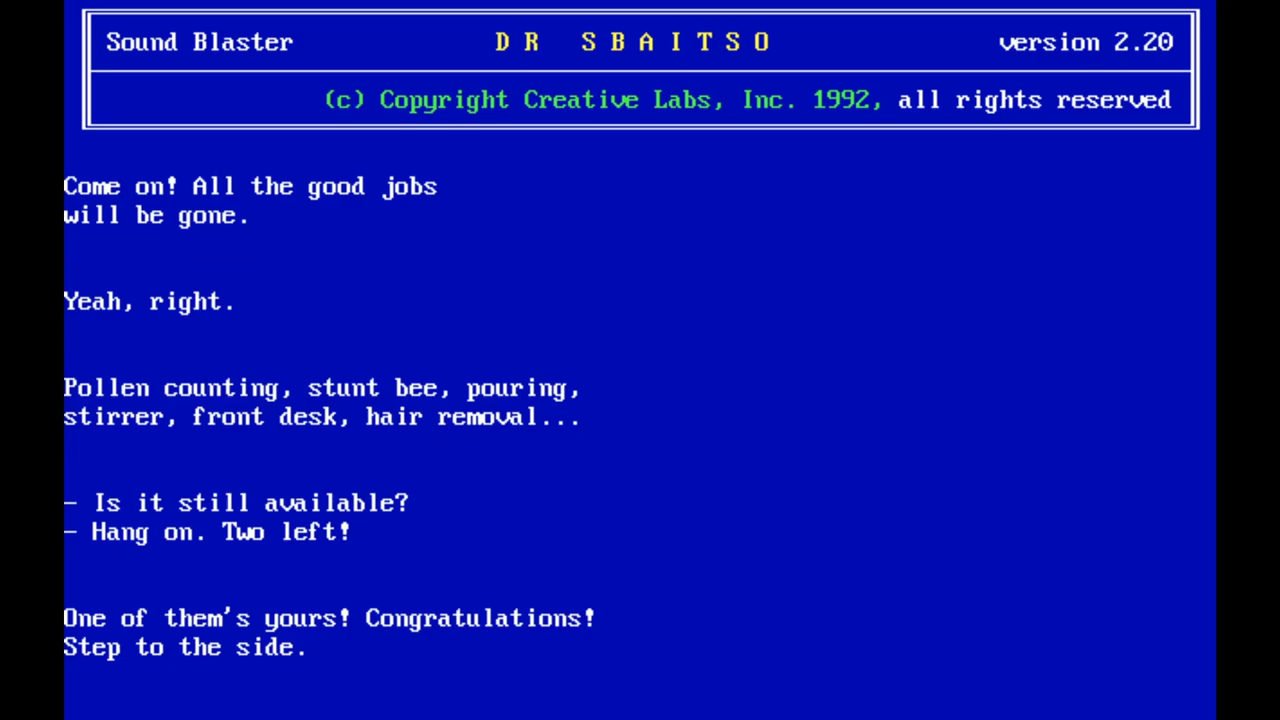 Sound Blaster D R S B A I T S O version 2.20
(c) Copyright Creative Labs, Inc. 1992, all rights reserved
Come on! All the good jobs
will be gone.
Yeah, right.
Pollen counting, stunt bee, pouring,
stirrer, front desk, hair removal...
- Is it still available?
- Hang on. Two left!
One of them's yours! Congratulations!
Step to the side.